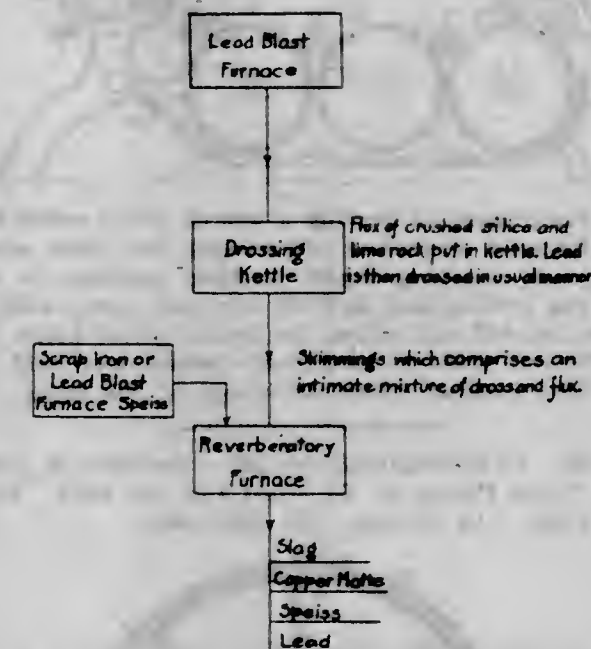 Lead Blast
Furnace
Drossing
Kettle
Flux of crushed silica and
lime rock put in kettle. Lead
is then drossed in usual manner
Skimmings which comprises an
intimate mixture of dross and flux.
Scrap Iron or
Lead Blast
Furnace Speiss
Reverberatory
Furnace
Slag
Copper Matte
Speiss
Lead